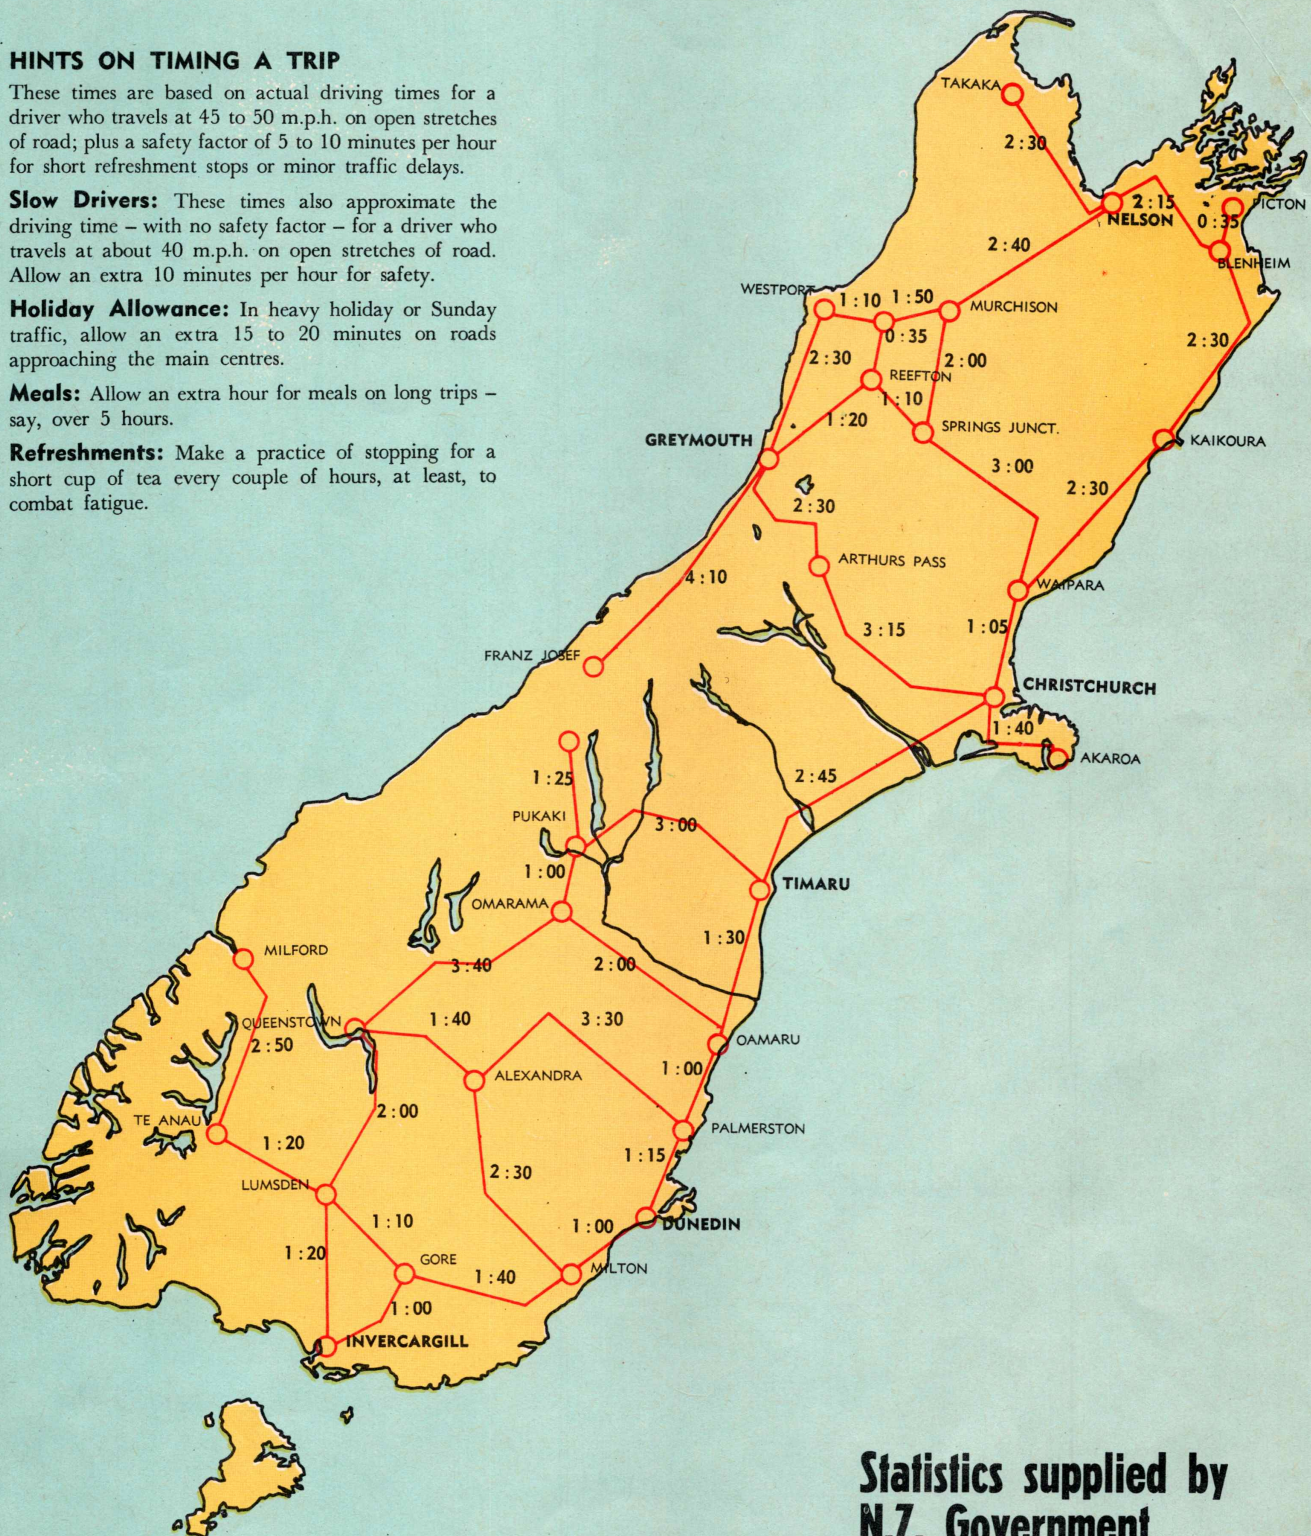 HINTS ON TIMING A TRIP
These times are based on actual driving times for a
driver who travels at 45 to 50 m.p.h. on open stretches
of road; plus a safety factor of 5 to 10 minutes per hour
for short refreshment stops or minor traffic delays.
Slow Drivers: These times also approximate the
driving time – with no safety factor – for a driver who
travels at about 40 m.p.h. on open stretches of road.
Allow an extra 10 minutes per hour for safety.
Holiday Allowance: In heavy holiday or Sunday
traffic, allow an extra 15 to 20 minutes on roads
approaching the main centres.
Meals: Allow an extra hour for meals on long trips –
say, over 5 hours.
Refreshments: Make a practice of stopping for a
short cup of tea every couple of hours, at least, to
combat fatigue.
TAKAKA
2:30
2:15
PICTON
NELSON
0:35
2:40
BLENHEIM
WESTPORT
1:10
1:50
MURCHISON
0:35
2:30
2:30
2:00
REEFTON
1:10
1:20
SPRINGS JUNCT.
GREYMOUTH
KAIKOURA
3:00
2:30
2:30
ARTHURS PASS
4:10
WAIPARA
3:15
1:05
FRANZ JOSEF
CHRISTCHURCH
1:40
AKAROA
1:25
2:45
PUKAKI
3:00
1:00
TIMARU
OMARAMA
1:30
MILFORD
3:40
2:00
QUEENSTOWN
1:40
3:30
2:50
OAMARU
1:00
ALEXANDRA
2:00
TE ANAU
PALMERSTON
1:20
1:15
2:30
LUMSDEN
1:10
1:00
DUNEDIN
1:20
GORE
MILTON
1:40
1:00
INVERCARGILL
Statistics supplied by
N.Z. Government